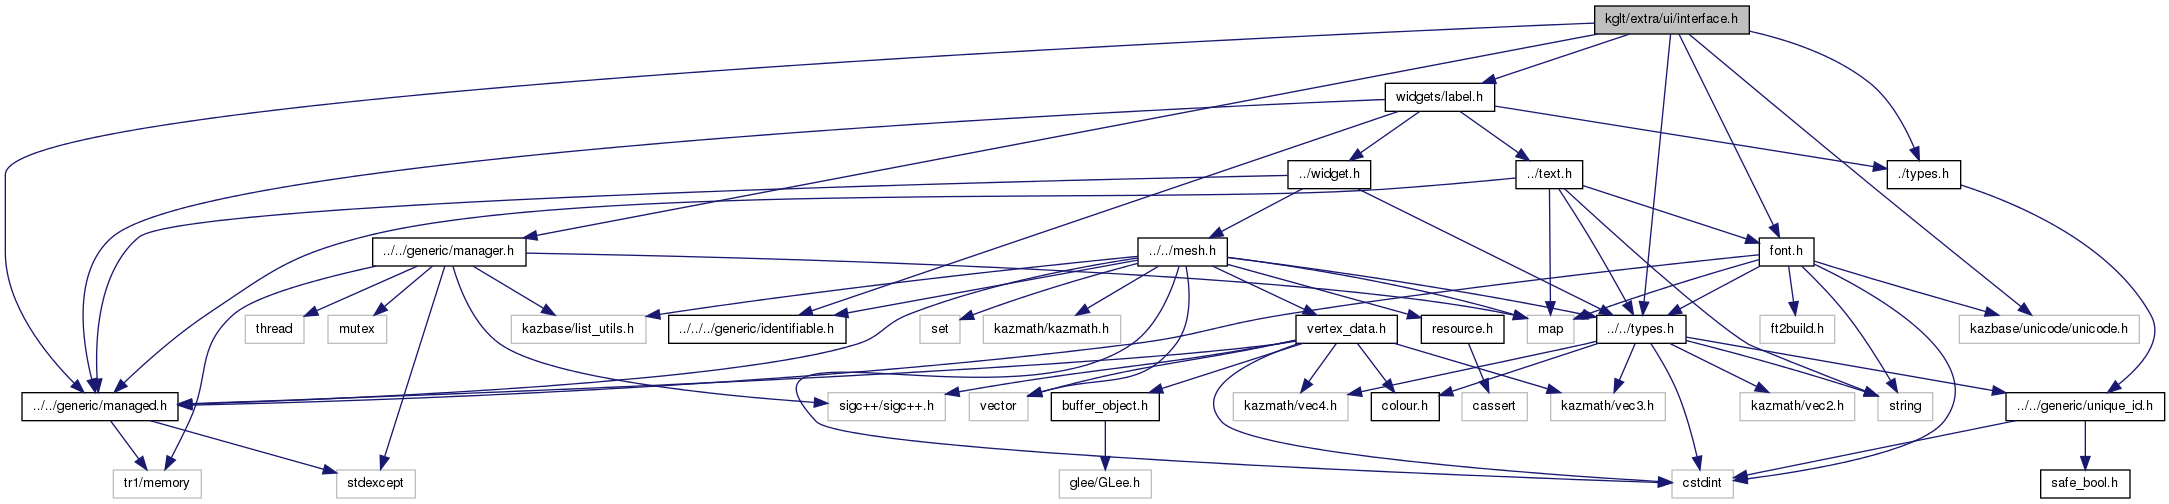 kglt/extra/ui/interface.h
widgets/label.h
../widget.h
../text.h
./types.h
../../generic/manager.h
../../mesh.h
font.h
thread
mutex
kazbase/list_utils.h
../../../generic/identifiable.h
set
kazmath/kazmath.h
vertex_data.h
resource.h
map
../../types.h
ft2build.h
kazbase/unicode/unicode.h
../../generic/managed.h
sigc++/sigc++.h
vector
buffer_object.h
kazmath/vec4.h
colour.h
cassert
kazmath/vec3.h
kazmath/vec2.h
string
../../generic/unique_id.h
tr1/memory
stdexcept
glee/GLee.h
cstdint
safe_bool.h